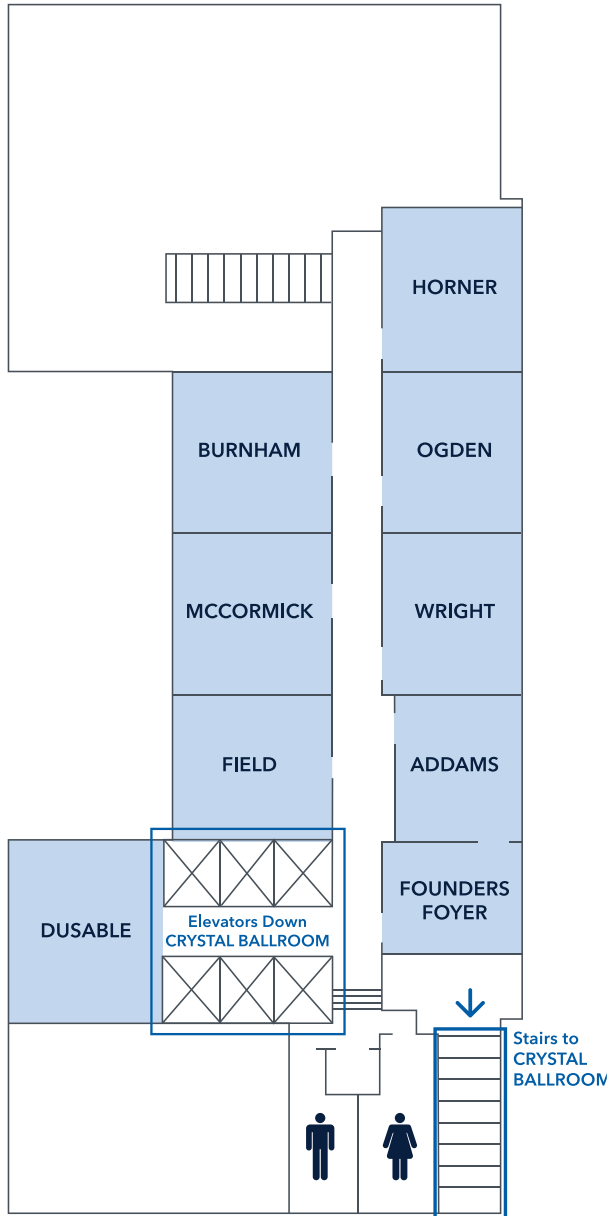 HORNER
BURNHAM
OGDEN
MCCORMICK
WRIGHT
FIELD
ADDAMS
DUSABLE
Elevators Down
CRYSTAL BALLROOM
FOUNDERS
FOYER
Stairs to
CRYSTAL
BALLROOM